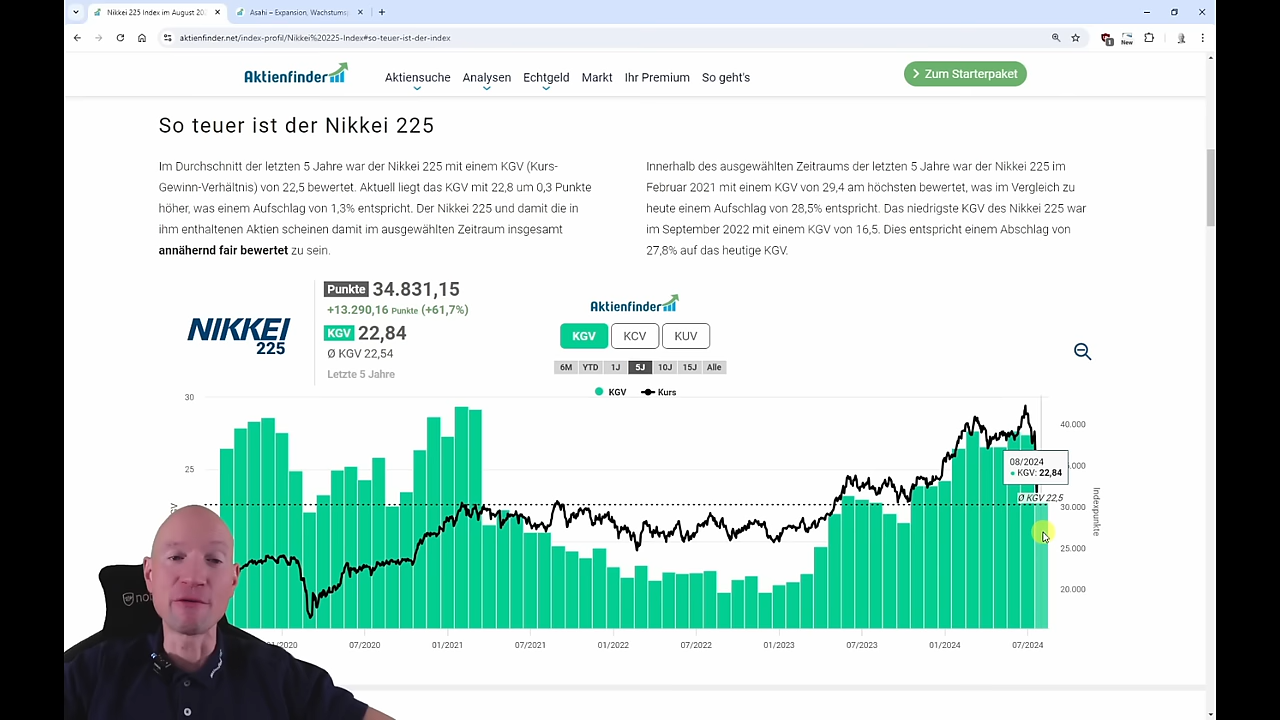 Nikkei 225 Index im August 20
Asahi – Expansion, Wachstums
aktienfinder.net/index-profil/Nikkei%20225-Index#so-teuer-ist-der-index
New
Aktienfinder
Aktiensuche Analysen Echtgeld Markt Ihr Premium So geht's
Zum Starterpaket
So teuer ist der Nikkei 225
Im Durchschnitt der letzten 5 Jahre war der Nikkei 225 mit einem KGV (Kurs-
Gewinn-Verhältnis) von 22,5 bewertet. Aktuell liegt das KGV mit 22,8 um 0,3 Punkte
höher, was einem Aufschlag von 1,3% entspricht. Der Nikkei 225 und damit die in
ihm enthaltenen Aktien scheinen damit im ausgewählten Zeitraum insgesamt
annähernd fair bewertet zu sein.
Innerhalb des ausgewählten Zeitraums der letzten 5 Jahre war der Nikkei 225 im
Februar 2021 mit einem KGV von 29,4 am höchsten bewertet, was im Vergleich zu
heute einem Aufschlag von 28,5% entspricht. Das niedrigste KGV des Nikkei 225 war
im September 2022 mit einem KGV von 16,5. Dies entspricht einem Abschlag von
27,8% auf das heutige KGV.
NIKKEI
225
Punkte 34.831,15
+13.290,16 Punkte (+61,7%)
KGV 22,84
Ø KGV 22,54
Letzte 5 Jahre
Aktienfinder
KGV KCV KUV
6M YTD 1J 5J 10J 15J Alle
KGV Kurs
30
25
40.000
5.000
30.000
25.000
20.000
Indexpunkte
08/2024
KGV: 22,84
Ø KGV 22,5
/2020 07/2020 01/2021 07/2021 01/2022 07/2022 01/2023 07/2023 01/2024 07/2024